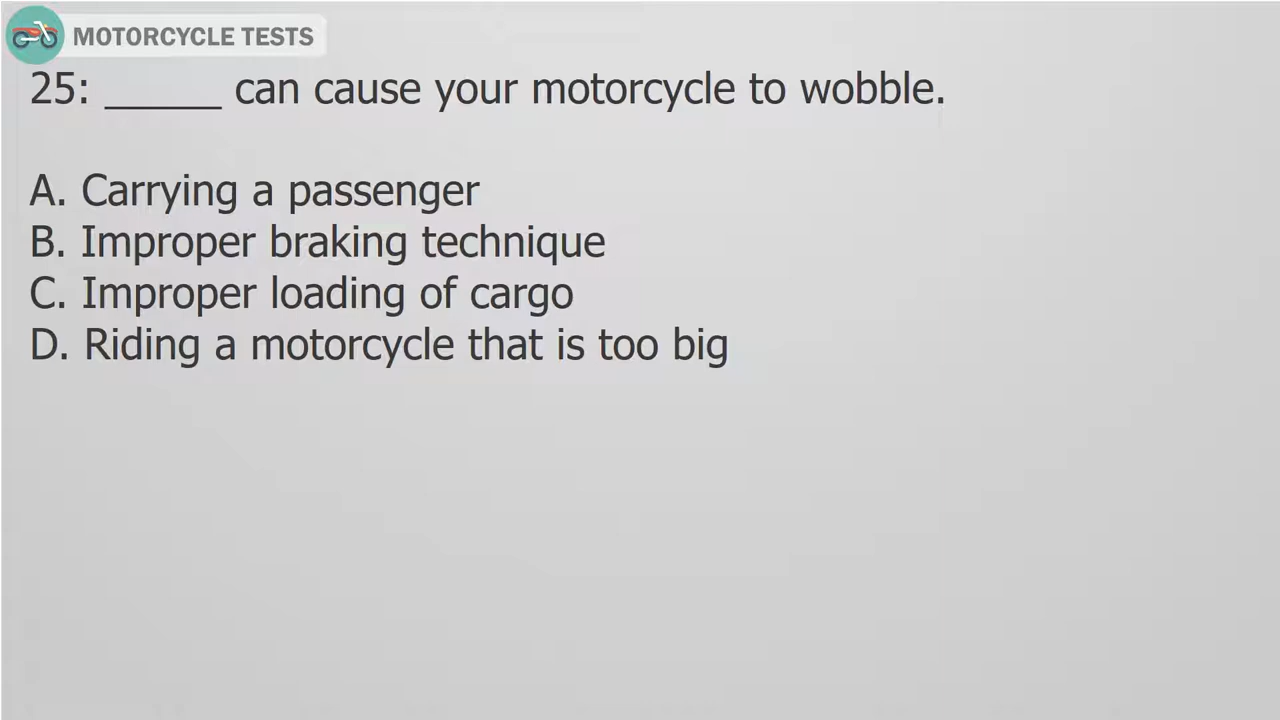 MOTORCYCLE TESTS
25: _____ can cause your motorcycle to wobble.
A. Carrying a passenger
B. Improper braking technique
C. Improper loading of cargo
D. Riding a motorcycle that is too big